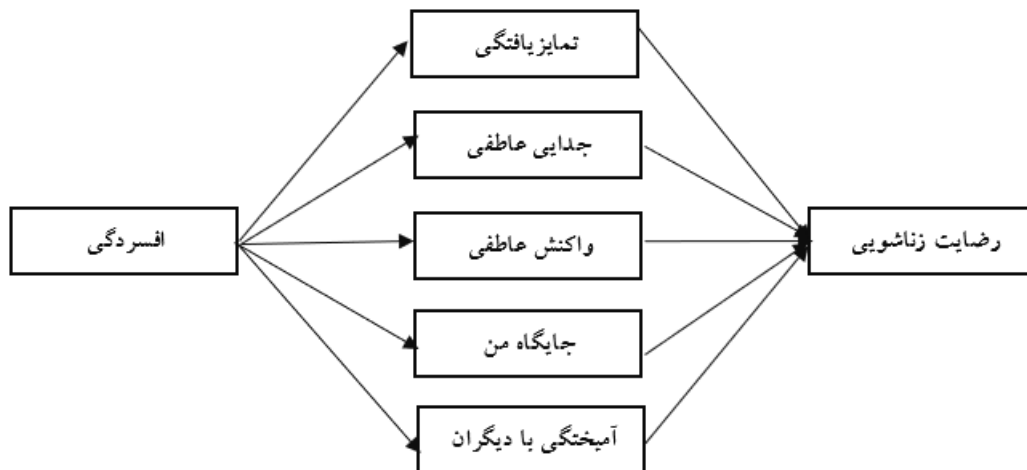 تمایزیافتگی
جدایی عاطفی
واکنش عاطفی
افسردگی
رضایت زناشویی
جایگاه من
آمیختگی با دیگران